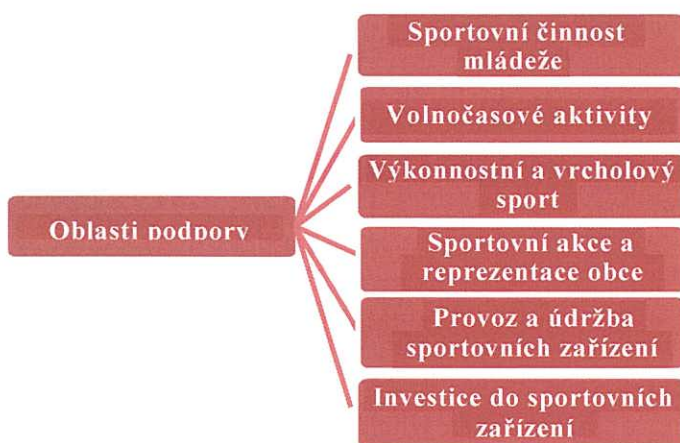 Sportovní činnost
mládeže
Volnočasové aktivity
Výkonnostní a vrcholový
sport
Oblasti podpory
Sportovní akce a
reprezentace obce
Provoz a údržba
sportovních zařízení
Investice do sportovních
zařízení